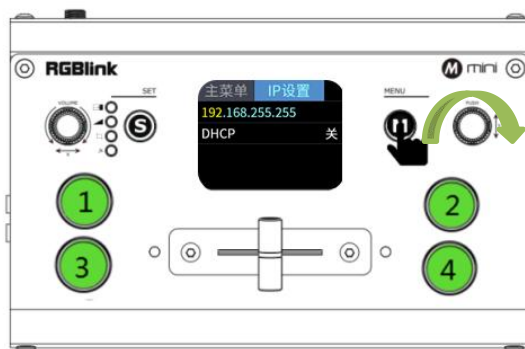 RGBlink
M mini
VOLUME
SET
S
主菜单 IP设置
192.168.255.255
DHCP 关
MENU
PUSH
1
2
3
4